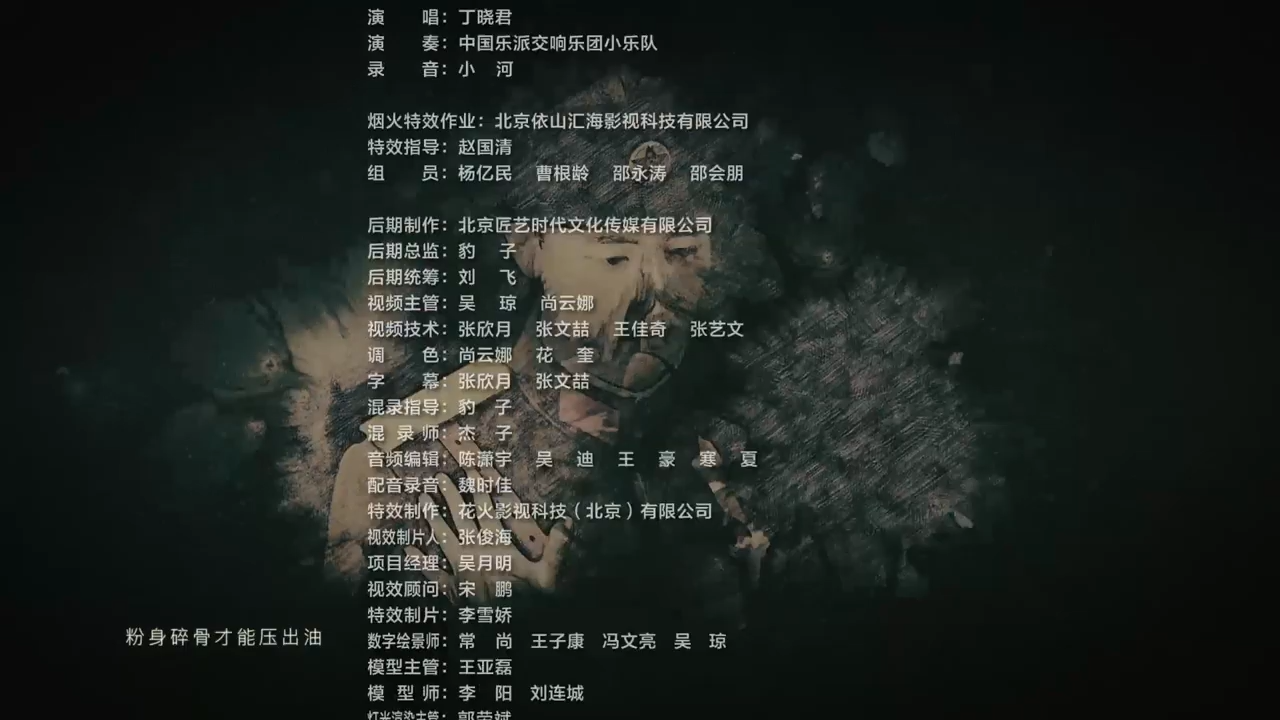 演 唱：丁晓君
演 奏：中国乐派交响乐团小乐队
录 音：小 河
烟火特效作业：北京依山汇海影视科技有限公司
特效指导：赵国清
组 员：杨亿民 曹根龄 邵永涛 邵会朋
后期制作：北京匠艺时代文化传媒有限公司
后期总监：豹 子
后期统筹：刘 飞
视频主管：吴 琼 尚云娜
视频技术：张欣月 张文喆 王佳奇 张艺文
调 色：尚云娜 花 奎
字 幕：张欣月 张文喆
混录指导：豹 子
混 录 师：杰 子
音频编辑：陈潇宇 吴 迪 王 豪 寒 夏
配音录音：魏时佳
特效制作：花火影视科技（北京）有限公司
视效制片人：张俊海
项目经理：吴月明
视效顾问：宋 鹏
特效制片：李雪娇
粉身碎骨才能压出油
数字绘景师：常 尚 王子康 冯文亮 吴 琼
模型主管：王亚磊
模 型 师：李 阳 刘连城
灯光渲染主管：郭荣斌